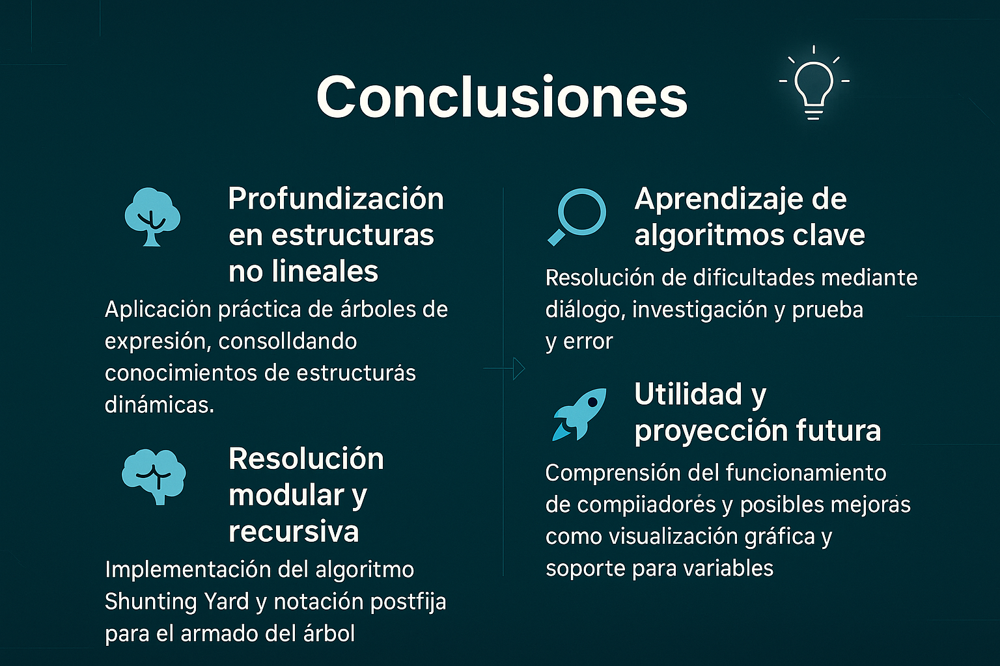 Conclusiones
Profundización
en estructuras
no lineales
Aplicación práctica de árboles de
expresión, consolldando
conocimientos de estructurás
dinámicas.
Resolución
modular y
recursiva
Implementación del algoritmo
Shunting Yard y notación postfija
para el armado del árbol
Aprendizaje de
algoritmos clave
Resolución de dificultades mediante
diálogo, investigación y prueba
y error
Utilidad y
proyección futura
Comprensión del funcionamiento
de compiiadorés y posibles mejoras
como visualización gráfica y
soporte para variables